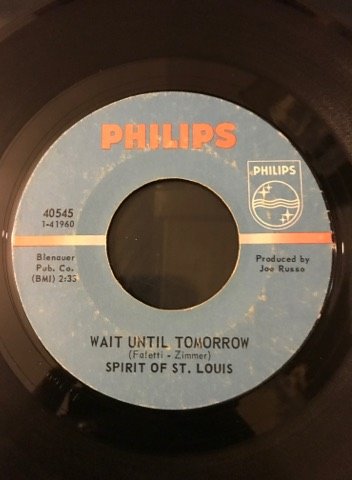 PHILIPS
PHILIPS
40545
1-41960
Blenauer
Pub. Co.
(BMI) 2:35
Produced by
Joe Russo
WAIT UNTIL TOMORROW
(Faletti - Zimmer)
SPIRIT OF ST. LOUIS